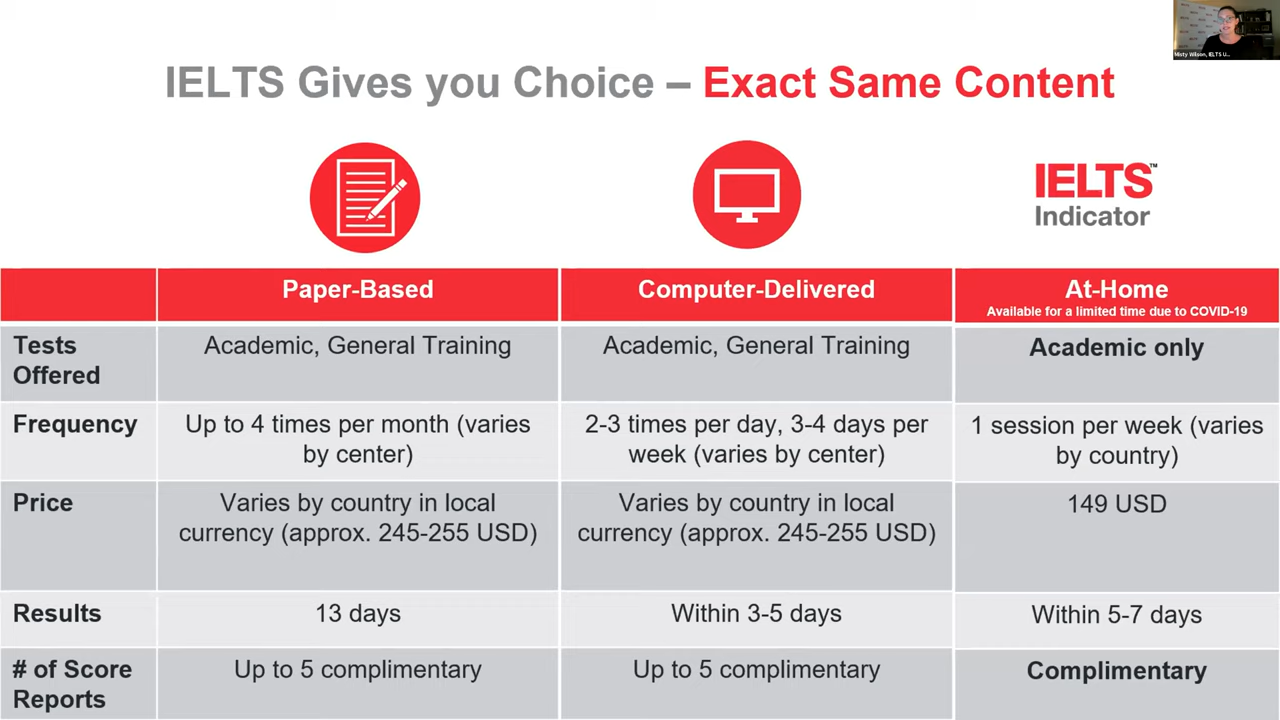 Misty Wilson, IELTS U...
IELTS Gives you Choice – Exact Same Content
IELTS™
Indicator
Paper-Based
Computer-Delivered
At-Home
Available for a limited time due to COVID-19
Tests
Offered
Academic, General Training
Academic, General Training
Academic only
Frequency
Up to 4 times per month (varies
by center)
2-3 times per day, 3-4 days per
week (varies by center)
1 session per week (varies
by country)
Price
Varies by country in local
currency (approx. 245-255 USD)
Varies by country in local
currency (approx. 245-255 USD)
149 USD
Results
13 days
Within 3-5 days
Within 5-7 days
# of Score
Reports
Up to 5 complimentary
Up to 5 complimentary
Complimentary